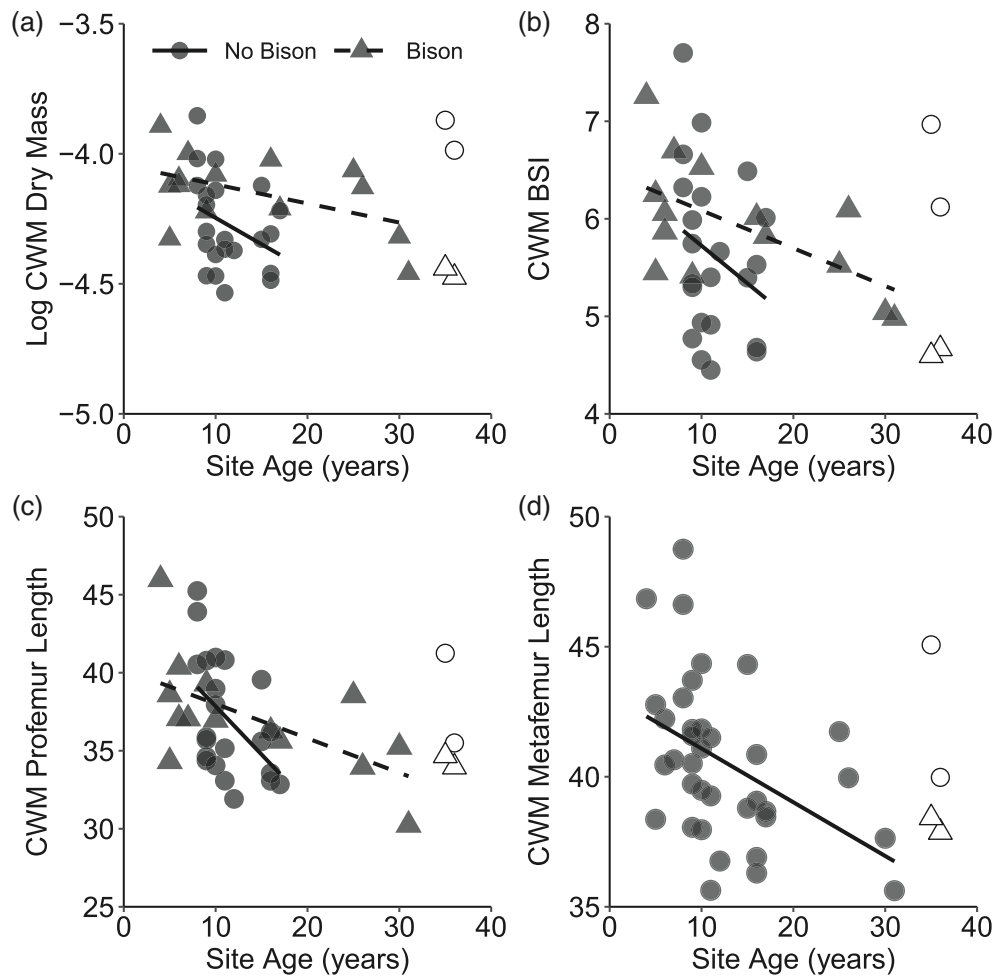 (a)
−3.5
−4.0
−4.5
−5.0
Log CWM Dry Mass
No Bison
Bison
0 10 20 30 40
Site Age (years)
(b)
8
7
6
5
4
CWM BSI
0 10 20 30 40
Site Age (years)
(c)
50
45
40
35
30
25
CWM Profemur Length
0 10 20 30 40
Site Age (years)
(d)
50
45
40
35
CWM Metafemur Length
0 10 20 30 40
Site Age (years)